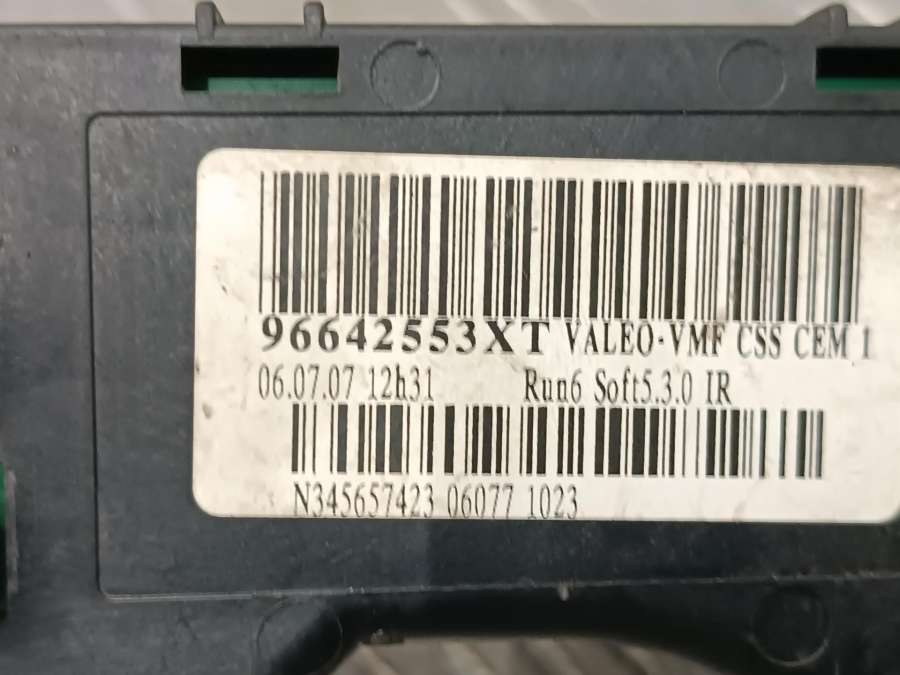 96642553XT VALEO-VMF CSS CEM 1
06.07.07 12h31 Run6 Soft5.3.0 IR
N345657423 06077 1023